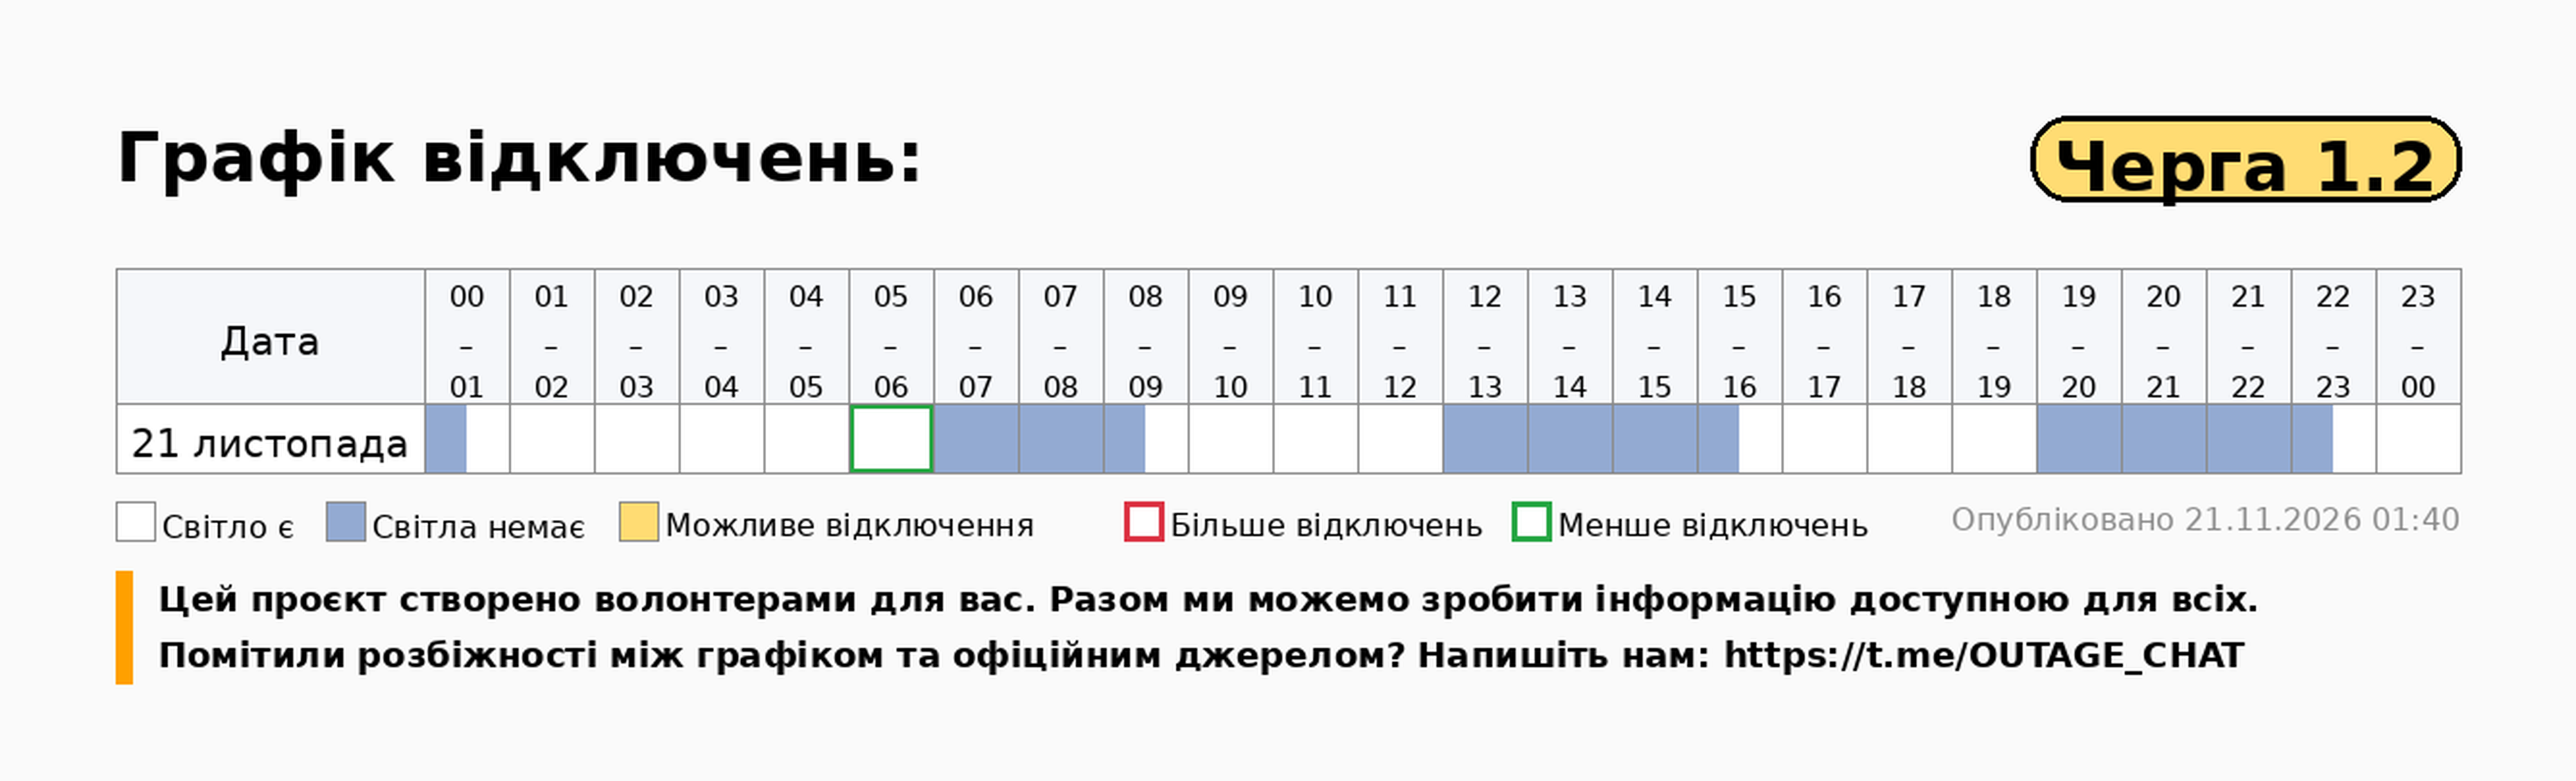 Графік відключень:
Черга 1.2
Дата
00 – 01
01 – 02
02 – 03
03 – 04
04 – 05
05 – 06
06 – 07
07 – 08
08 – 09
09 – 10
10 – 11
11 – 12
12 – 13
13 – 14
14 – 15
15 – 16
16 – 17
17 – 18
18 – 19
19 – 20
20 – 21
21 – 22
22 – 23
23 – 00
21 листопада
Світло є
Світла немає
Можливе відключення
Більше відключень
Менше відключень
Опубліковано 21.11.2026 01:40
Цей проєкт створено волонтерами для вас. Разом ми можемо зробити інформацію доступною для всіх.
Помітили розбіжності між графіком та офіційним джерелом? Напишіть нам: https://t.me/OUTAGE_CHAT